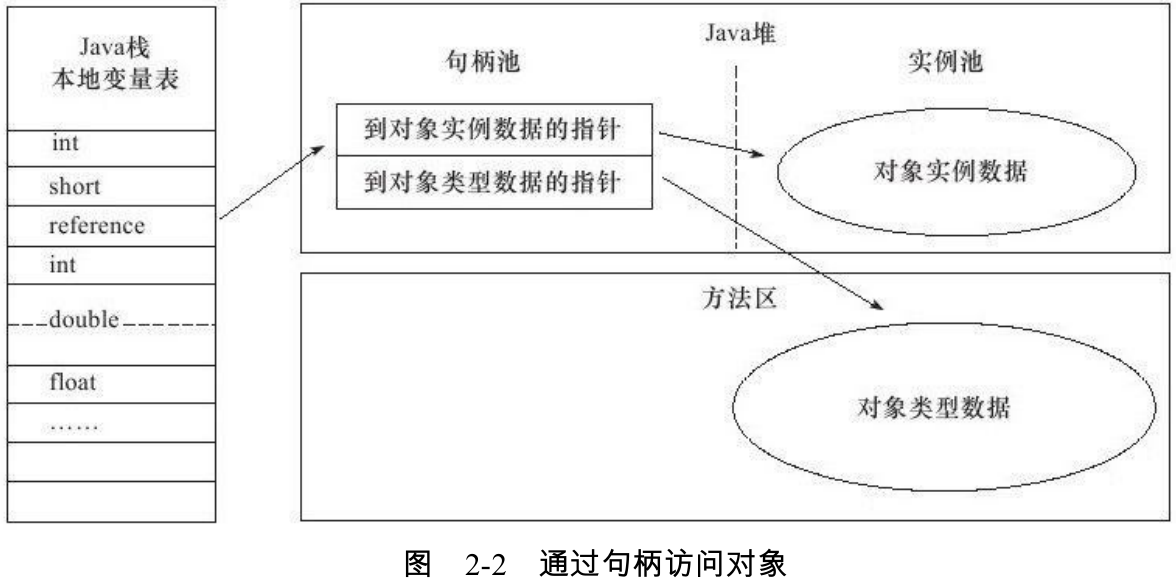 Java栈
本地变量表
int
short
reference
int
double
float
……
Java堆
句柄池
实例池
到对象实例数据的指针
到对象类型数据的指针
对象实例数据
方法区
对象类型数据
图 2-2 通过句柄访问对象